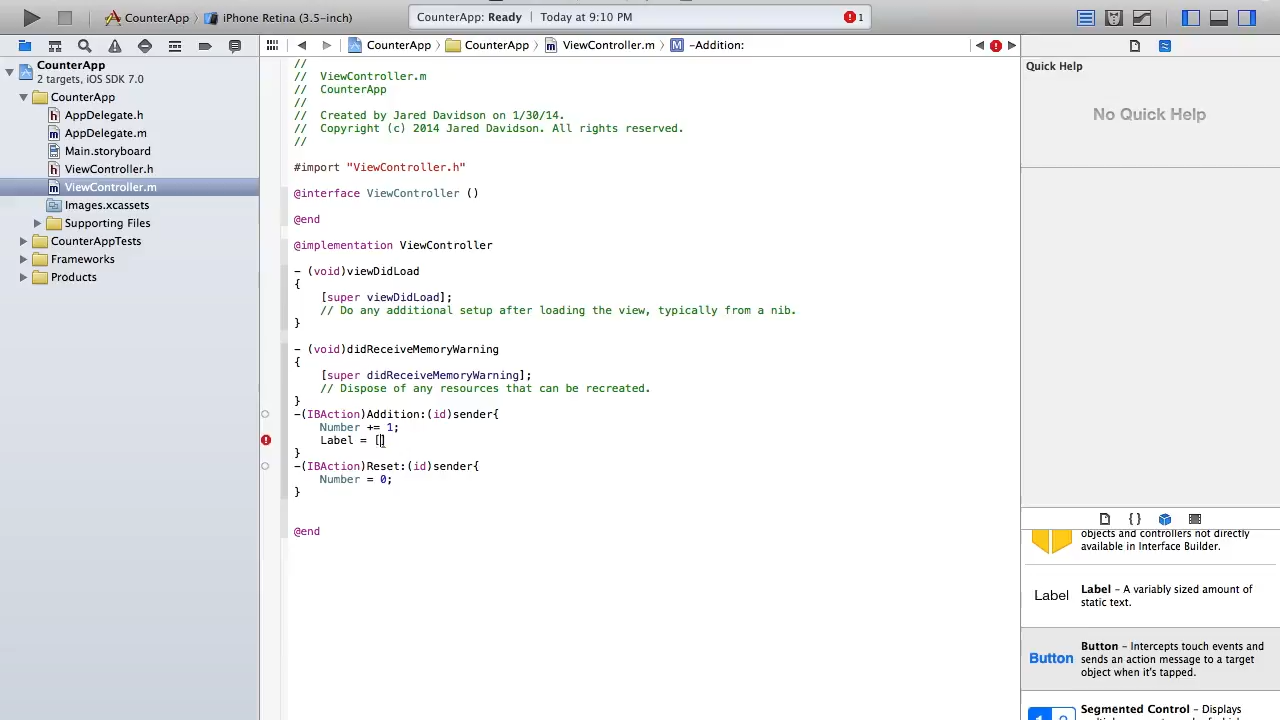 CounterApp
iPhone Retina (3.5-inch)
CounterApp: Ready
Today at 9:10 PM
1
CounterApp
CounterApp
ViewController.m
M
-Addition:
CounterApp
2 targets, iOS SDK 7.0
CounterApp
h AppDelegate.h
m AppDelegate.m
Main.storyboard
h ViewController.h
m ViewController.m
Images.xcassets
Supporting Files
CounterAppTests
Frameworks
Products
//
//  ViewController.m
//  CounterApp
//
//  Created by Jared Davidson on 1/30/14.
//  Copyright (c) 2014 Jared Davidson. All rights reserved.
//
#import "ViewController.h"
@interface ViewController ()
@end
@implementation ViewController
- (void)viewDidLoad
{
[super viewDidLoad];
// Do any additional setup after loading the view, typically from a nib.
}
- (void)didReceiveMemoryWarning
{
[super didReceiveMemoryWarning];
// Dispose of any resources that can be recreated.
}
-(IBAction)Addition:(id)sender{
Number += 1;
Label = []
}
-(IBAction)Reset:(id)sender{
Number = 0;
}
@end
Quick Help
No Quick Help
{ }
objects and controllers not directly
available in Interface Builder.
Label
Label – A variably sized amount of
static text.
Button
Button – Intercepts touch events and
sends an action message to a target
object when it's tapped.
Segmented Control – Displays